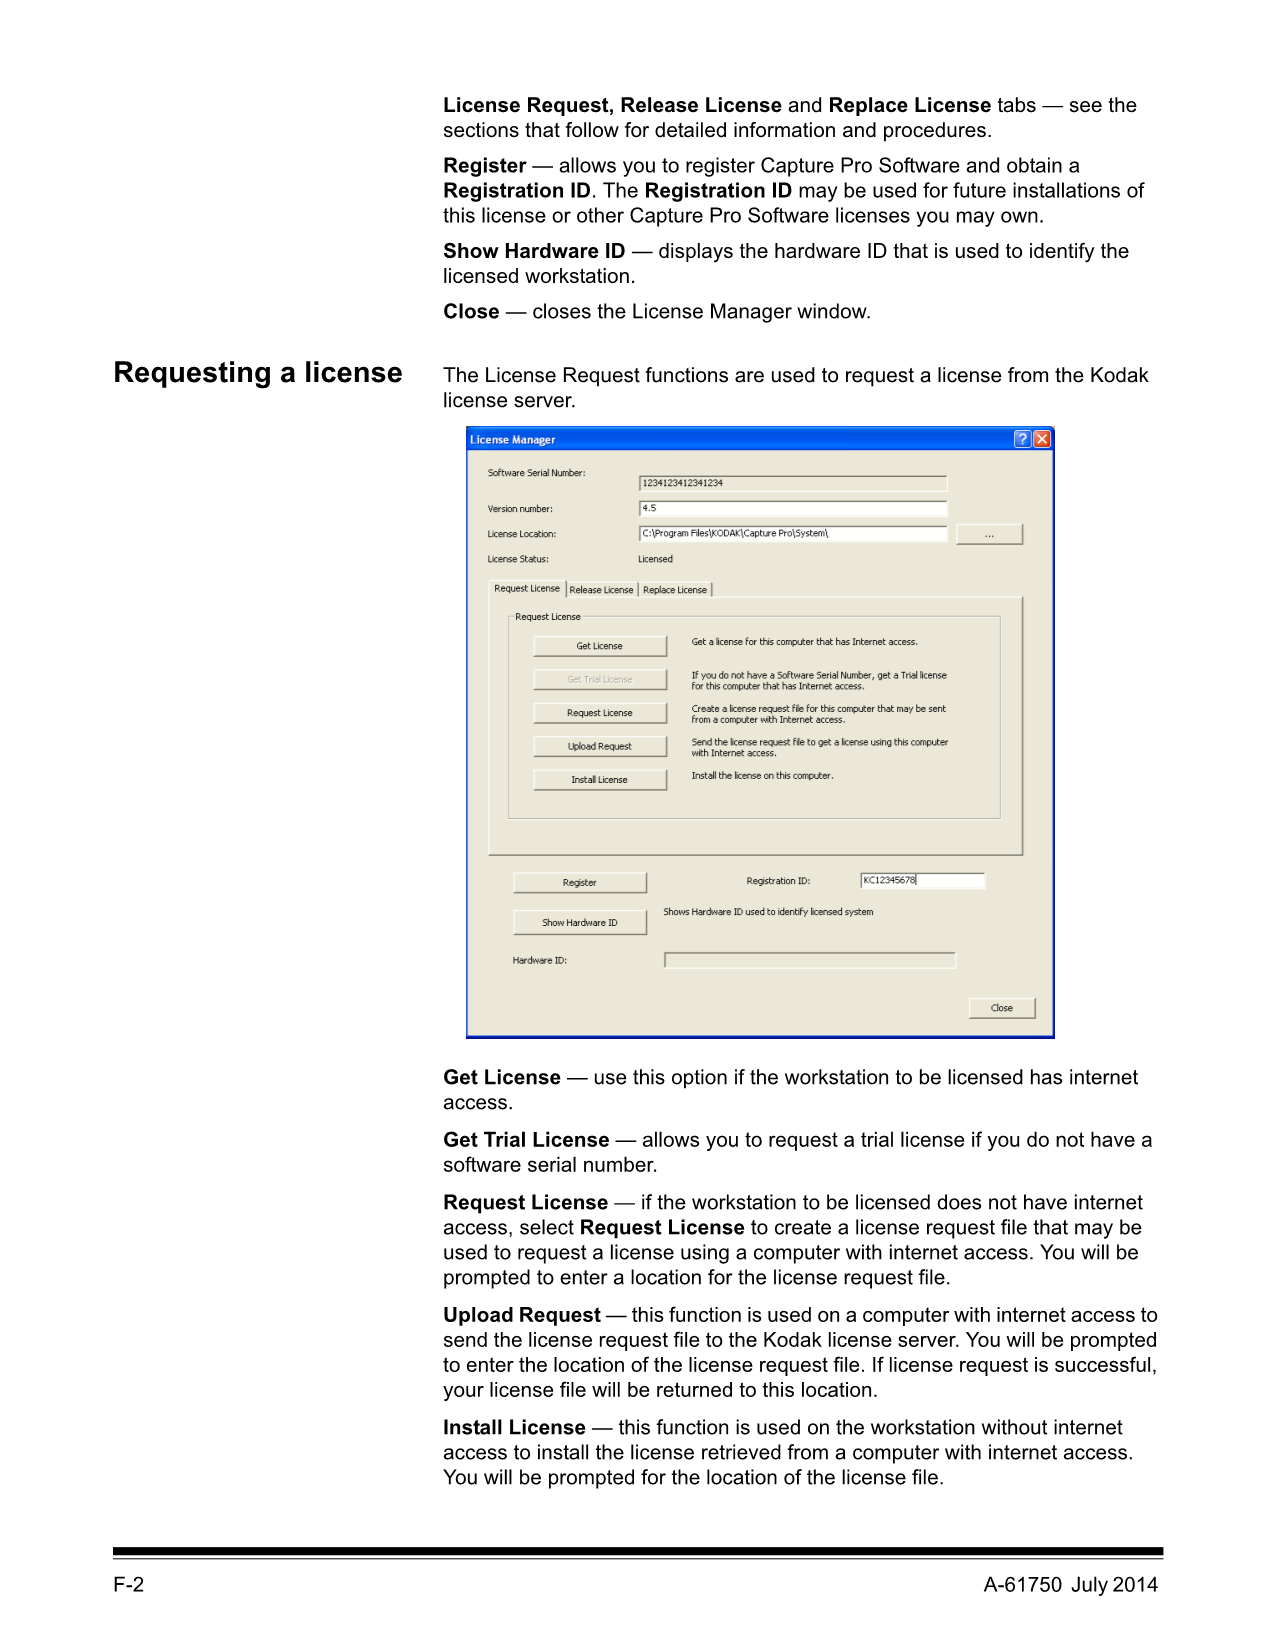 License Request, Release License and Replace License tabs — see the
sections that follow for detailed information and procedures.
Register — allows you to register Capture Pro Software and obtain a
Registration ID. The Registration ID may be used for future installations of
this license or other Capture Pro Software licenses you may own.
Show Hardware ID — displays the hardware ID that is used to identify the
licensed workstation.
Close — closes the License Manager window.
Requesting a license
The License Request functions are used to request a license from the Kodak
license server.
License Manager
Software Serial Number:
1234123412341234
Version number:
4.5
License Location:
C:\Program Files\KODAK\Capture Pro\System\
...
License Status:
Licensed
Request License
Release License
Replace License
Request License
Get License
Get a license for this computer that has Internet access.
Get Trial License
If you do not have a Software Serial Number, get a Trial license
for this computer that has Internet access.
Request License
Create a license request file for this computer that may be sent
from a computer with Internet access.
Upload Request
Send the license request file to get a license using this computer
with Internet access.
Install License
Install the license on this computer.
Register
Registration ID:
KC12345678
Show Hardware ID
Shows Hardware ID used to identify licensed system
Hardware ID:
Close
Get License — use this option if the workstation to be licensed has internet
access.
Get Trial License — allows you to request a trial license if you do not have a
software serial number.
Request License — if the workstation to be licensed does not have internet
access, select Request License to create a license request file that may be
used to request a license using a computer with internet access. You will be
prompted to enter a location for the license request file.
Upload Request — this function is used on a computer with internet access to
send the license request file to the Kodak license server. You will be prompted
to enter the location of the license request file. If license request is successful,
your license file will be returned to this location.
Install License — this function is used on the workstation without internet
access to install the license retrieved from a computer with internet access.
You will be prompted for the location of the license file.
F-2
A-61750 July 2014